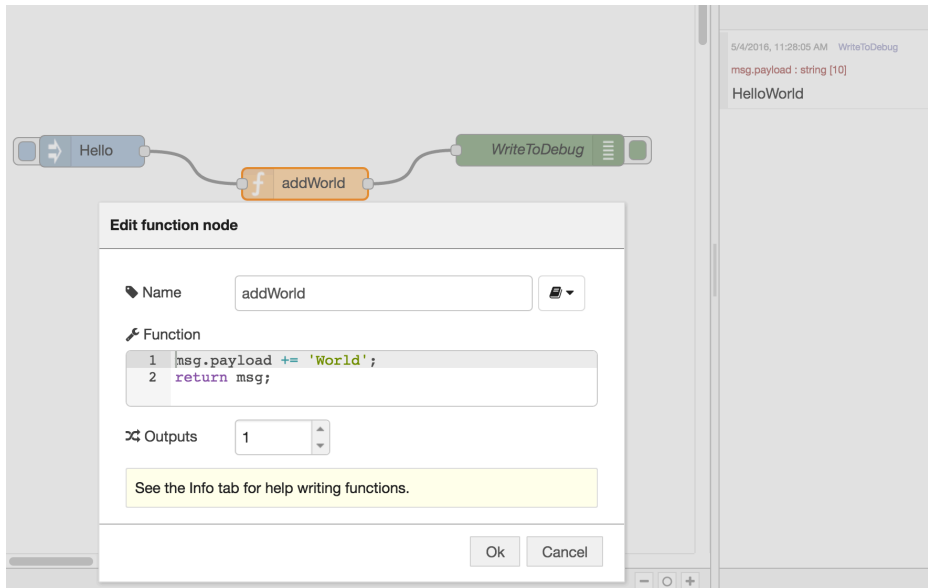 5/4/2016, 11:28:05 AM WriteToDebug
msg.payload : string [10]
HelloWorld
Hello
WriteToDebug
addWorld
Edit function node
Name
addWorld
Function
1 msg.payload += 'World';
2 return msg;
Outputs
1
See the Info tab for help writing functions.
Ok Cancel